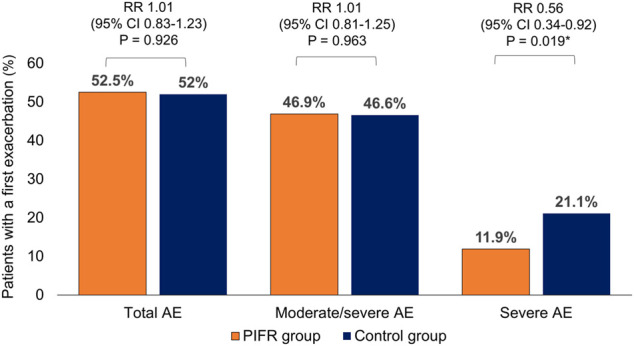 RR 1.01
(95% CI 0.83-1.23)
P = 0.926
RR 1.01
(95% CI 0.81-1.25)
P = 0.963
RR 0.56
(95% CI 0.34-0.92)
P = 0.019*
Patients with a first exacerbation (%)
60
50
40
30
20
10
0
52.5%
52%
46.9%
46.6%
11.9%
21.1%
Total AE
Moderate/severe AE
Severe AE
PIFR group
Control group